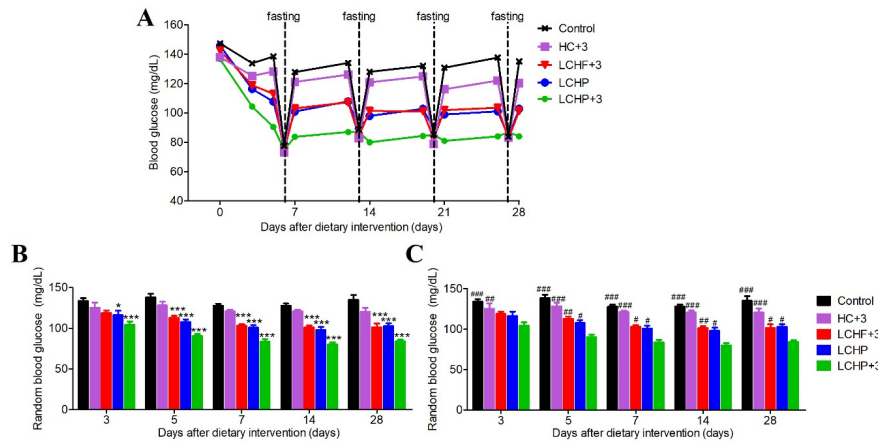 A
fasting fasting fasting fasting
160
140
120
100
80
60
40
Blood glucose (mg/dL)
0 7 14 21 28
Days after dietary intervention (days)
Control
HC+3
LCHF+3
LCHP
LCHP+3
B
150
100
50
0
Random blood glucose (mg/dL)
* *** *** *** *** *** *** *** *** *** *** *** *** ***
3 5 7 14 28
Days after dietary intervention (days)
C
150
100
50
0
Random blood glucose (mg/dL)
### ## ### ### ## # ### ### # # ### ### ## # ### ### # #
3 5 7 14 28
Days after dietary intervention (days)
Control
HC+3
LCHF+3
LCHP
LCHP+3